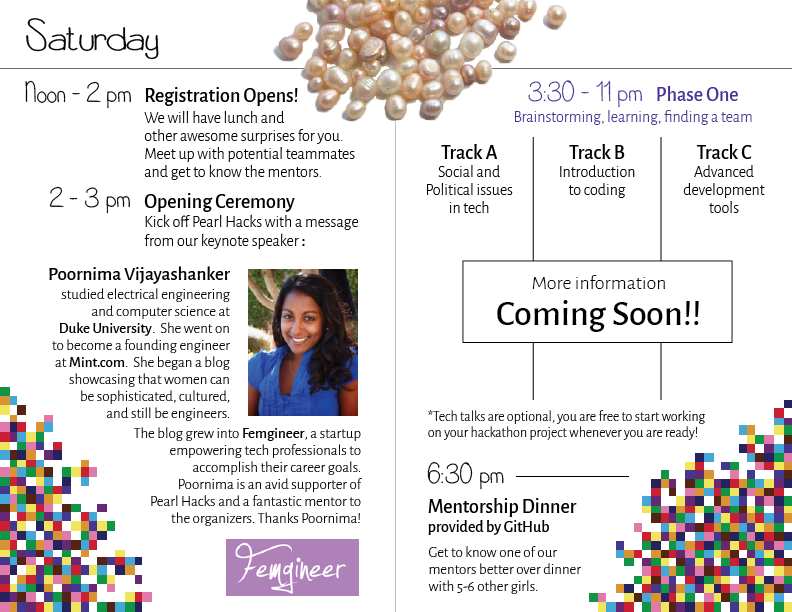 Saturday
Noon - 2 pm Registration Opens!
We will have lunch and
other awesome surprises for you.
Meet up with potential teammates
and get to know the mentors.
2 - 3 pm Opening Ceremony
Kick off Pearl Hacks with a message
from our keynote speaker :
Poornima Vijayashanker
studied electrical engineering
and computer science at
Duke University. She went on
to become a founding engineer
at Mint.com. She began a blog
showcasing that women can
be sophisticated, cultured,
and still be engineers.
The blog grew into Femgineer, a startup
empowering tech professionals to
accomplish their career goals.
Poornima is an avid supporter of
Pearl Hacks and a fantastic mentor to
the organizers. Thanks Poornima!
Femgineer
3:30 - 11 pm Phase One
Brainstorming, learning, finding a team
Track A
Social and
Political issues
in tech
Track B
Introduction
to coding
Track C
Advanced
development
tools
More information
Coming Soon!!
*Tech talks are optional, you are free to start working
on your hackathon project whenever you are ready!
6:30 pm
Mentorship Dinner
provided by GitHub
Get to know one of our
mentors better over dinner
with 5-6 other girls.